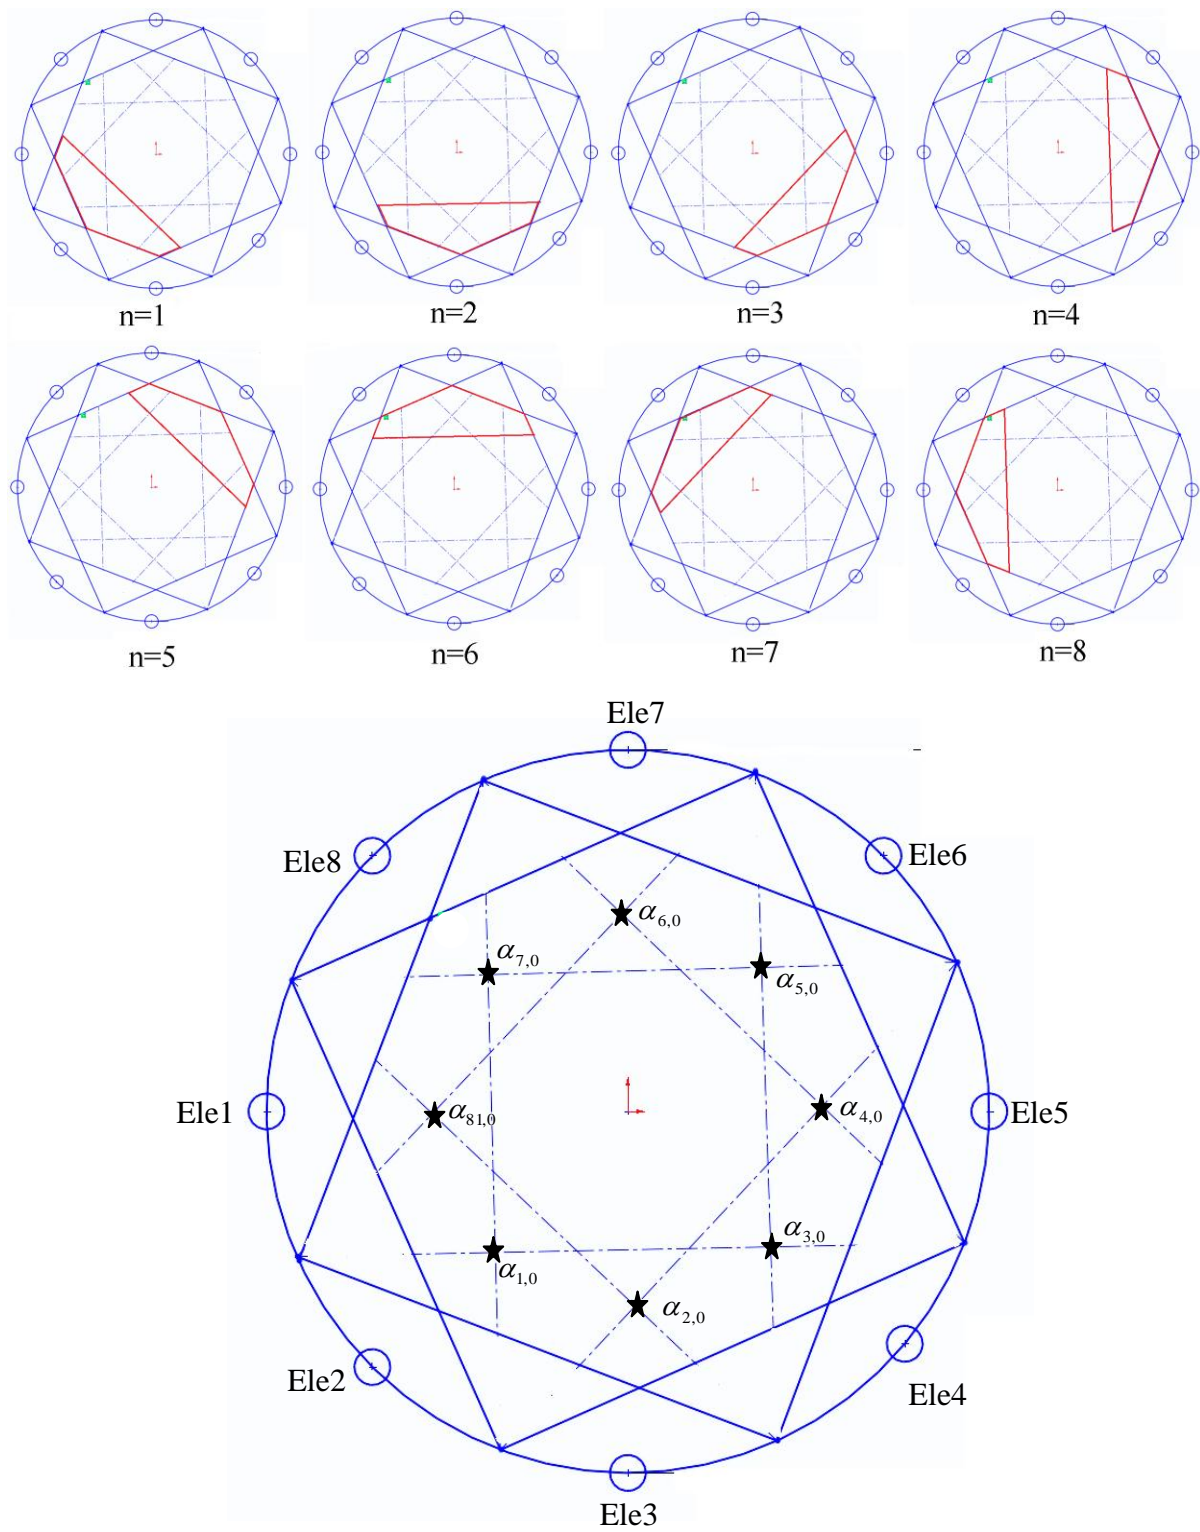 n=1
n=2
n=3
n=4
n=5
n=6
n=7
n=8
Ele7
Ele8
Ele6
α6,0
α7,0
α5,0
Ele1
α81,0
α4,0
Ele5
α3,0
α1,0
α2,0
Ele2
Ele4
Ele3